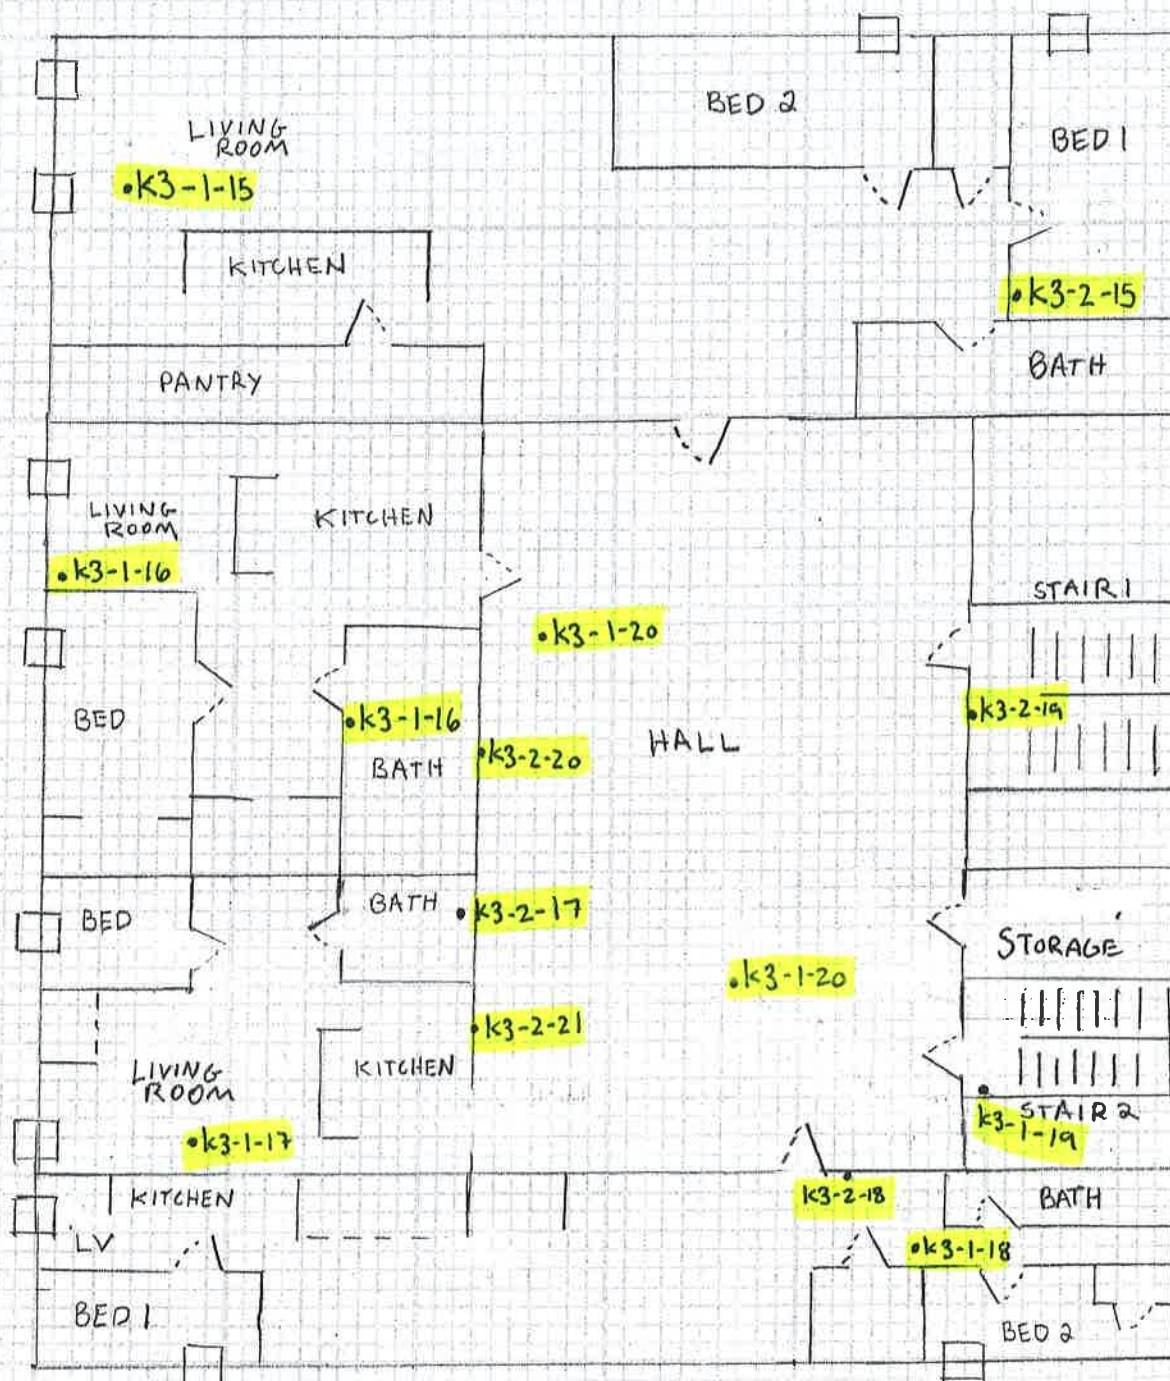 BED 2
BED 1
LIVING
ROOM
K3-1-15
KITCHEN
K3-2-15
BATH
PANTRY
LIVING
ROOM
KITCHEN
K3-1-16
STAIR 1
K3-1-20
BED
K3-1-16
K3-2-19
BATH
K3-2-20
HALL
BED
BATH
K3-2-17
STORAGE
K3-1-20
K3-2-21
LIVING
ROOM
KITCHEN
STAIR 2
K3-1-19
K3-1-17
KITCHEN
K3-2-18
BATH
LV
K3-1-18
BED 1
BED 2